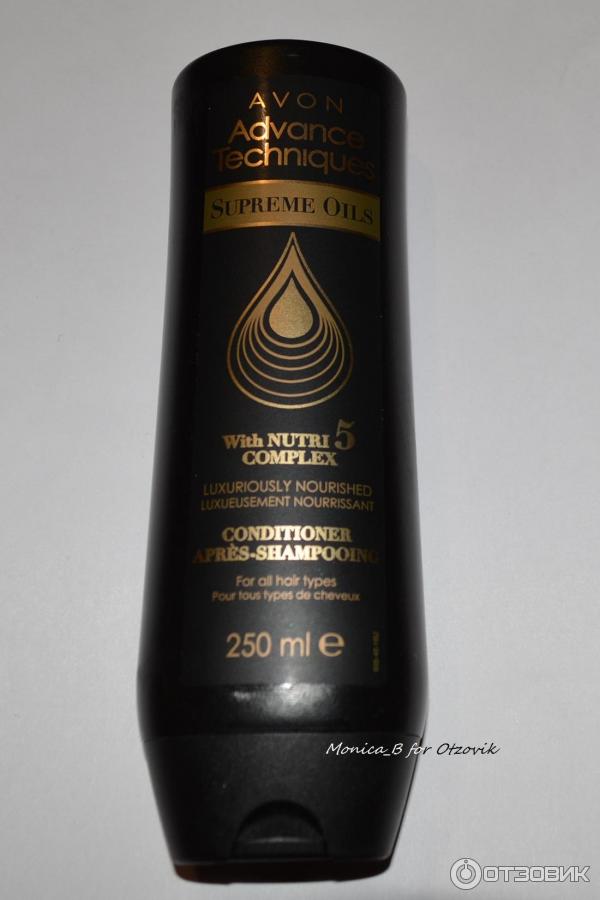 AVON
Advance
Techniques
SUPREME OILS
With NUTRI 5
COMPLEX
LUXURIOUSLY NOURISHED
LUXUEUSEMENT NOURRISSANT
CONDITIONER
APRÈS-SHAMPOOING
For all hair types
Pour tous types de cheveux
250 ml e
Monica_B for Otzovik
ОТЗОВИК